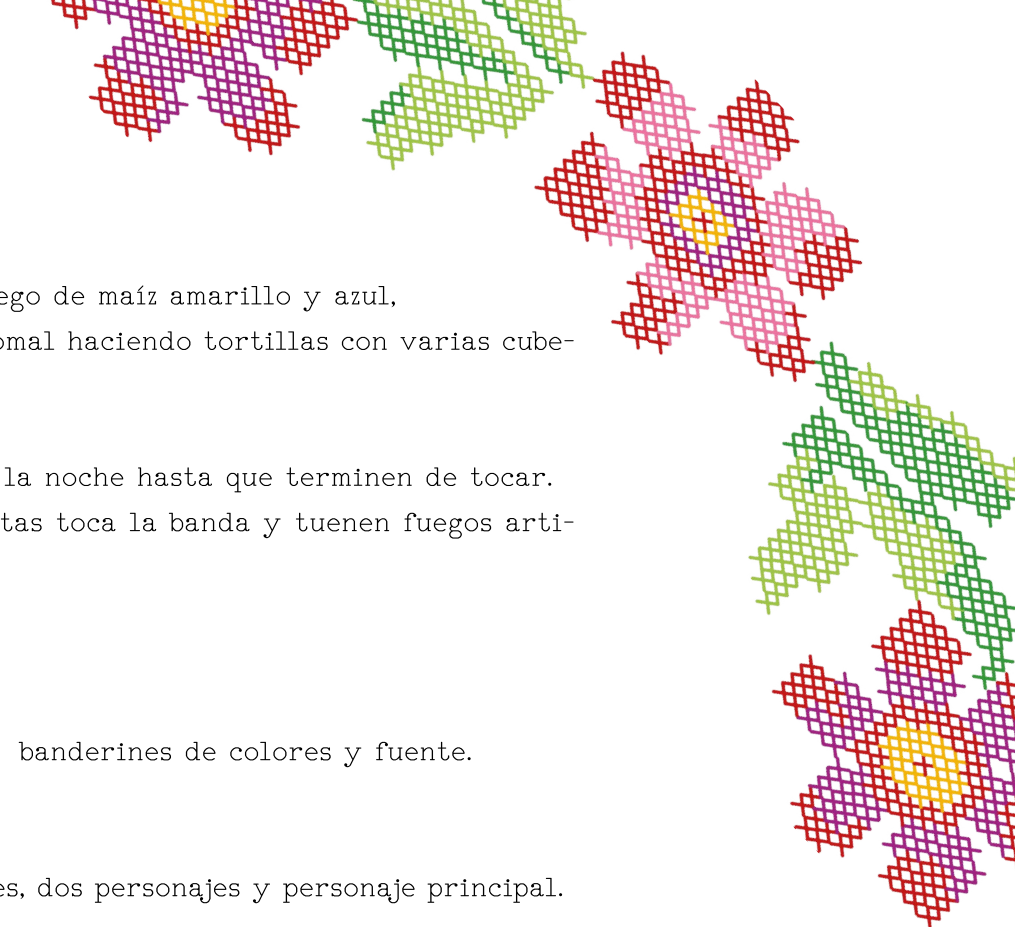 ego de maíz amarillo y azul,
omal haciendo tortillas con varias cube-
la noche hasta que terminen de tocar.
tas toca la banda y tuenen fuegos arti-
banderines de colores y fuente.
es, dos personajes y personaje principal.